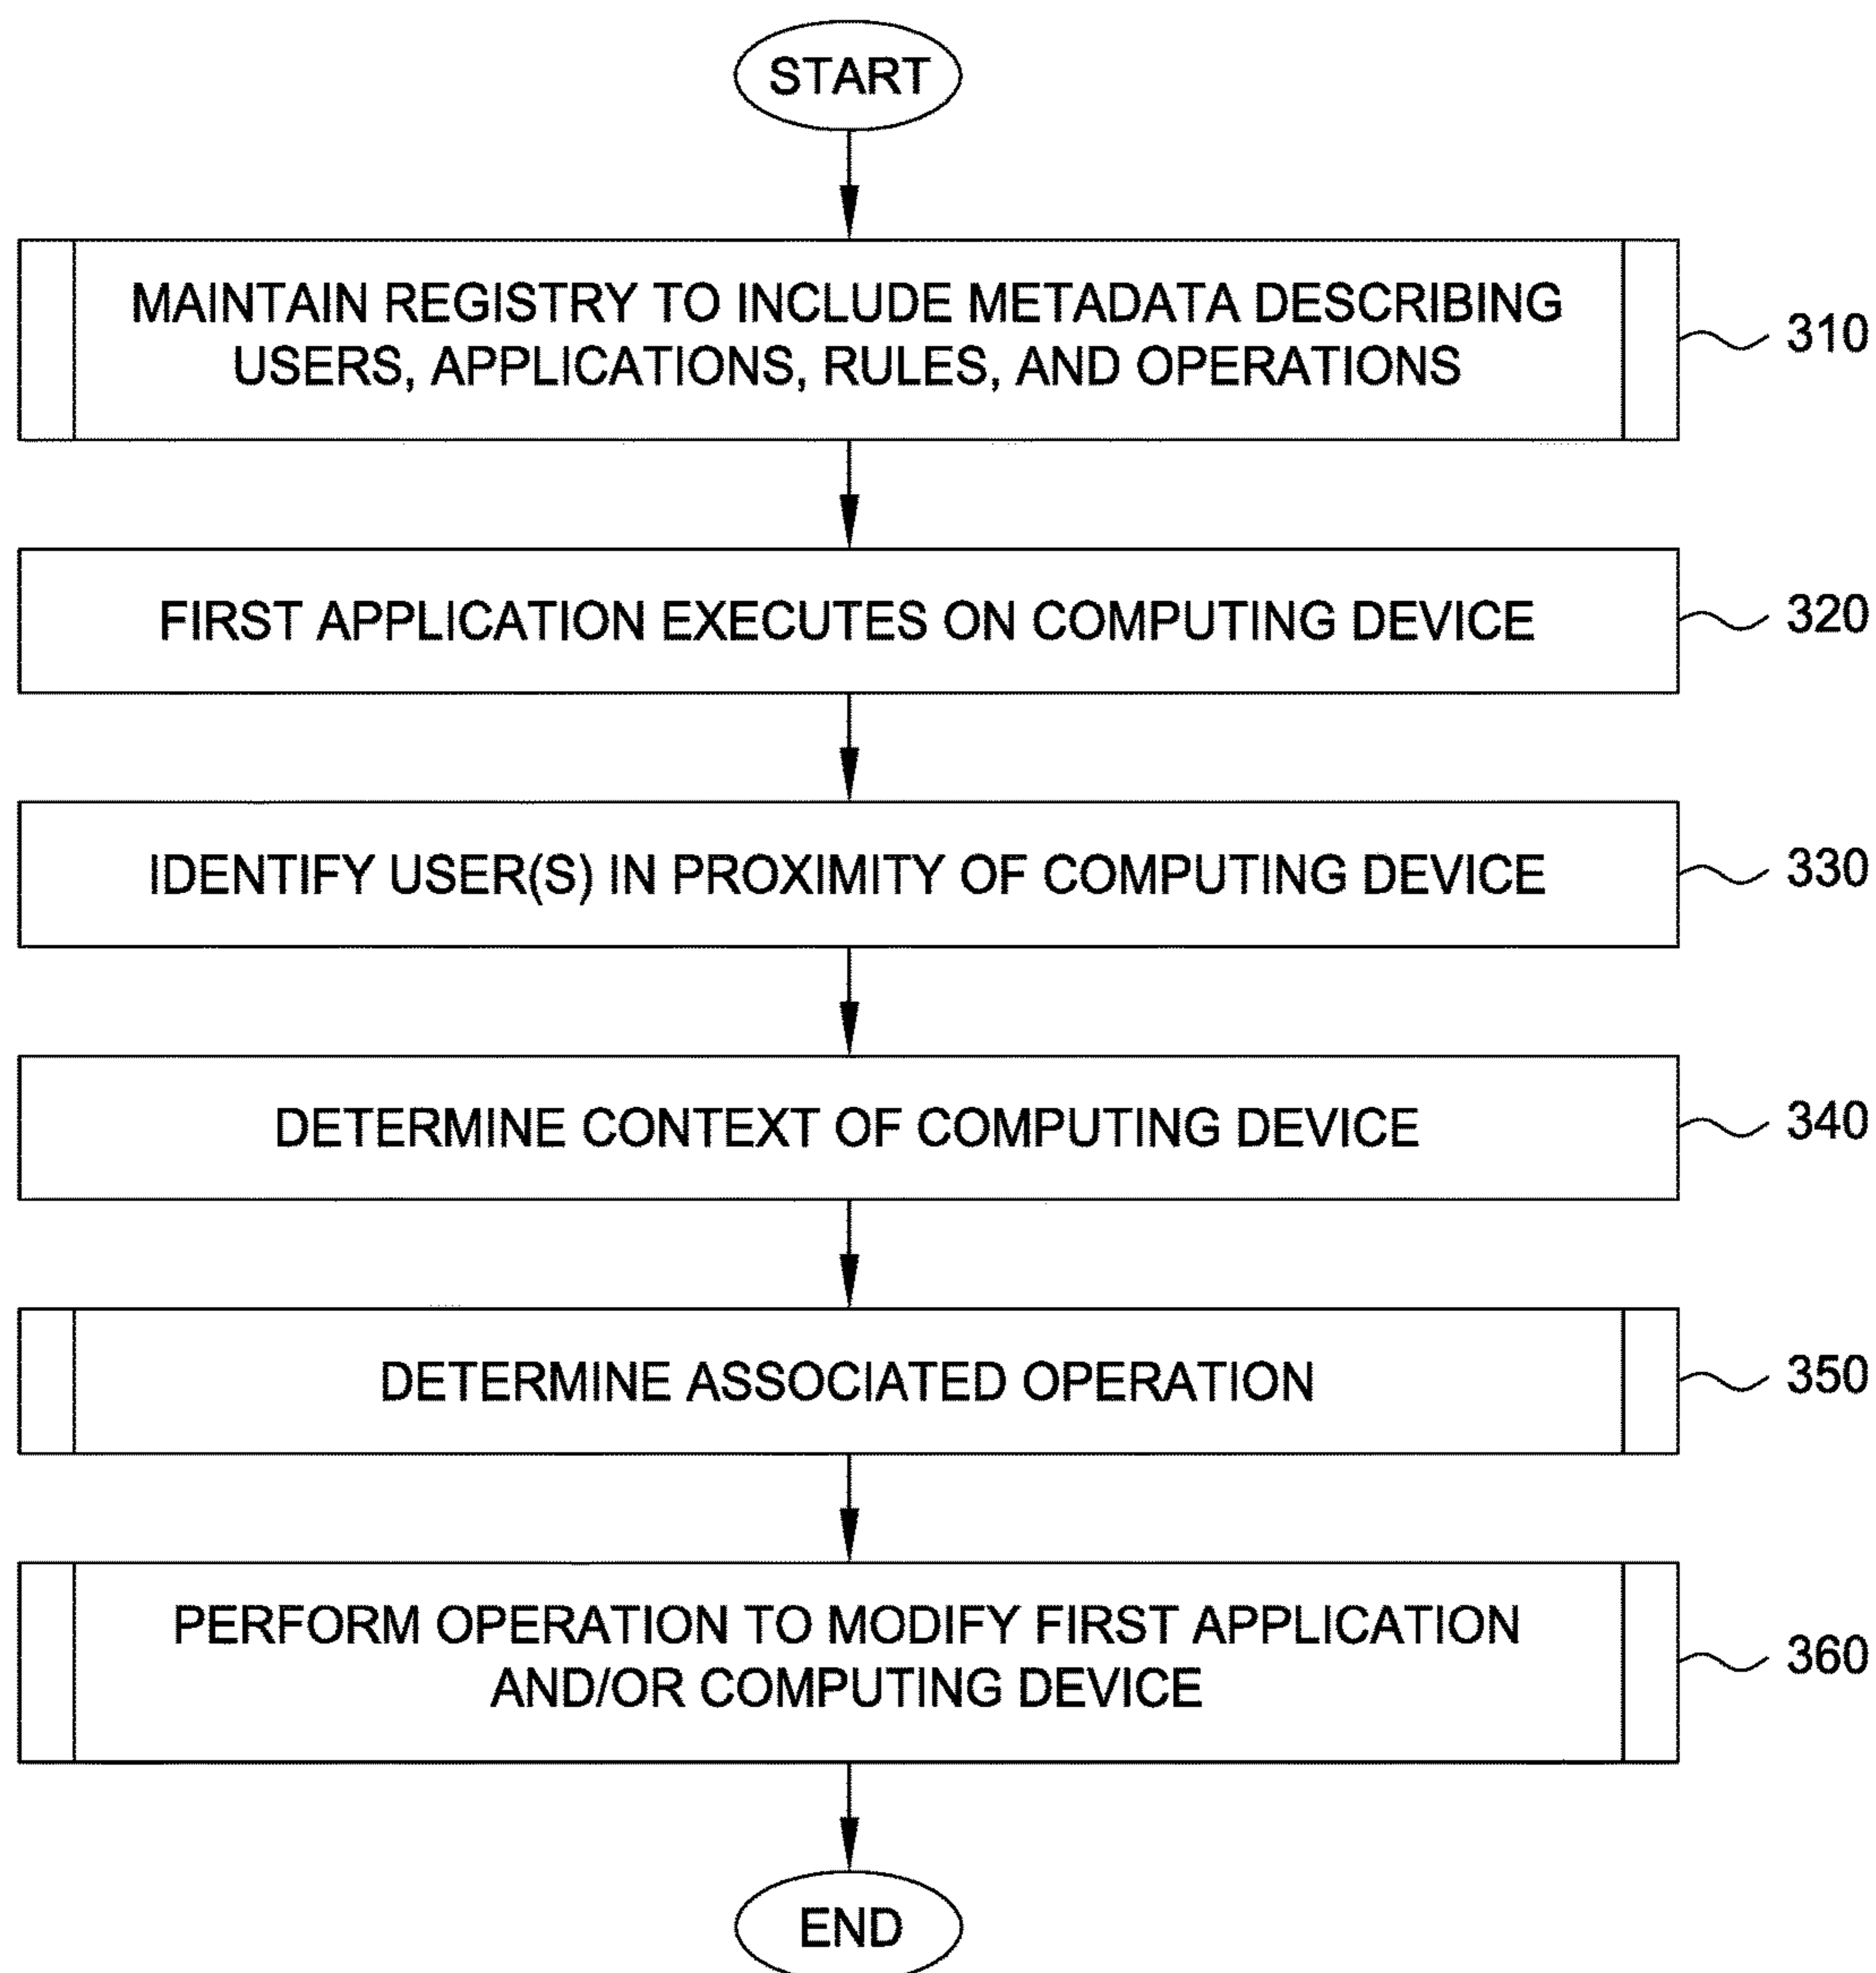 START
MAINTAIN REGISTRY TO INCLUDE METADATA DESCRIBING
USERS, APPLICATIONS, RULES, AND OPERATIONS
310
FIRST APPLICATION EXECUTES ON COMPUTING DEVICE
320
IDENTIFY USER(S) IN PROXIMITY OF COMPUTING DEVICE
330
DETERMINE CONTEXT OF COMPUTING DEVICE
340
DETERMINE ASSOCIATED OPERATION
350
PERFORM OPERATION TO MODIFY FIRST APPLICATION
AND/OR COMPUTING DEVICE
360
END